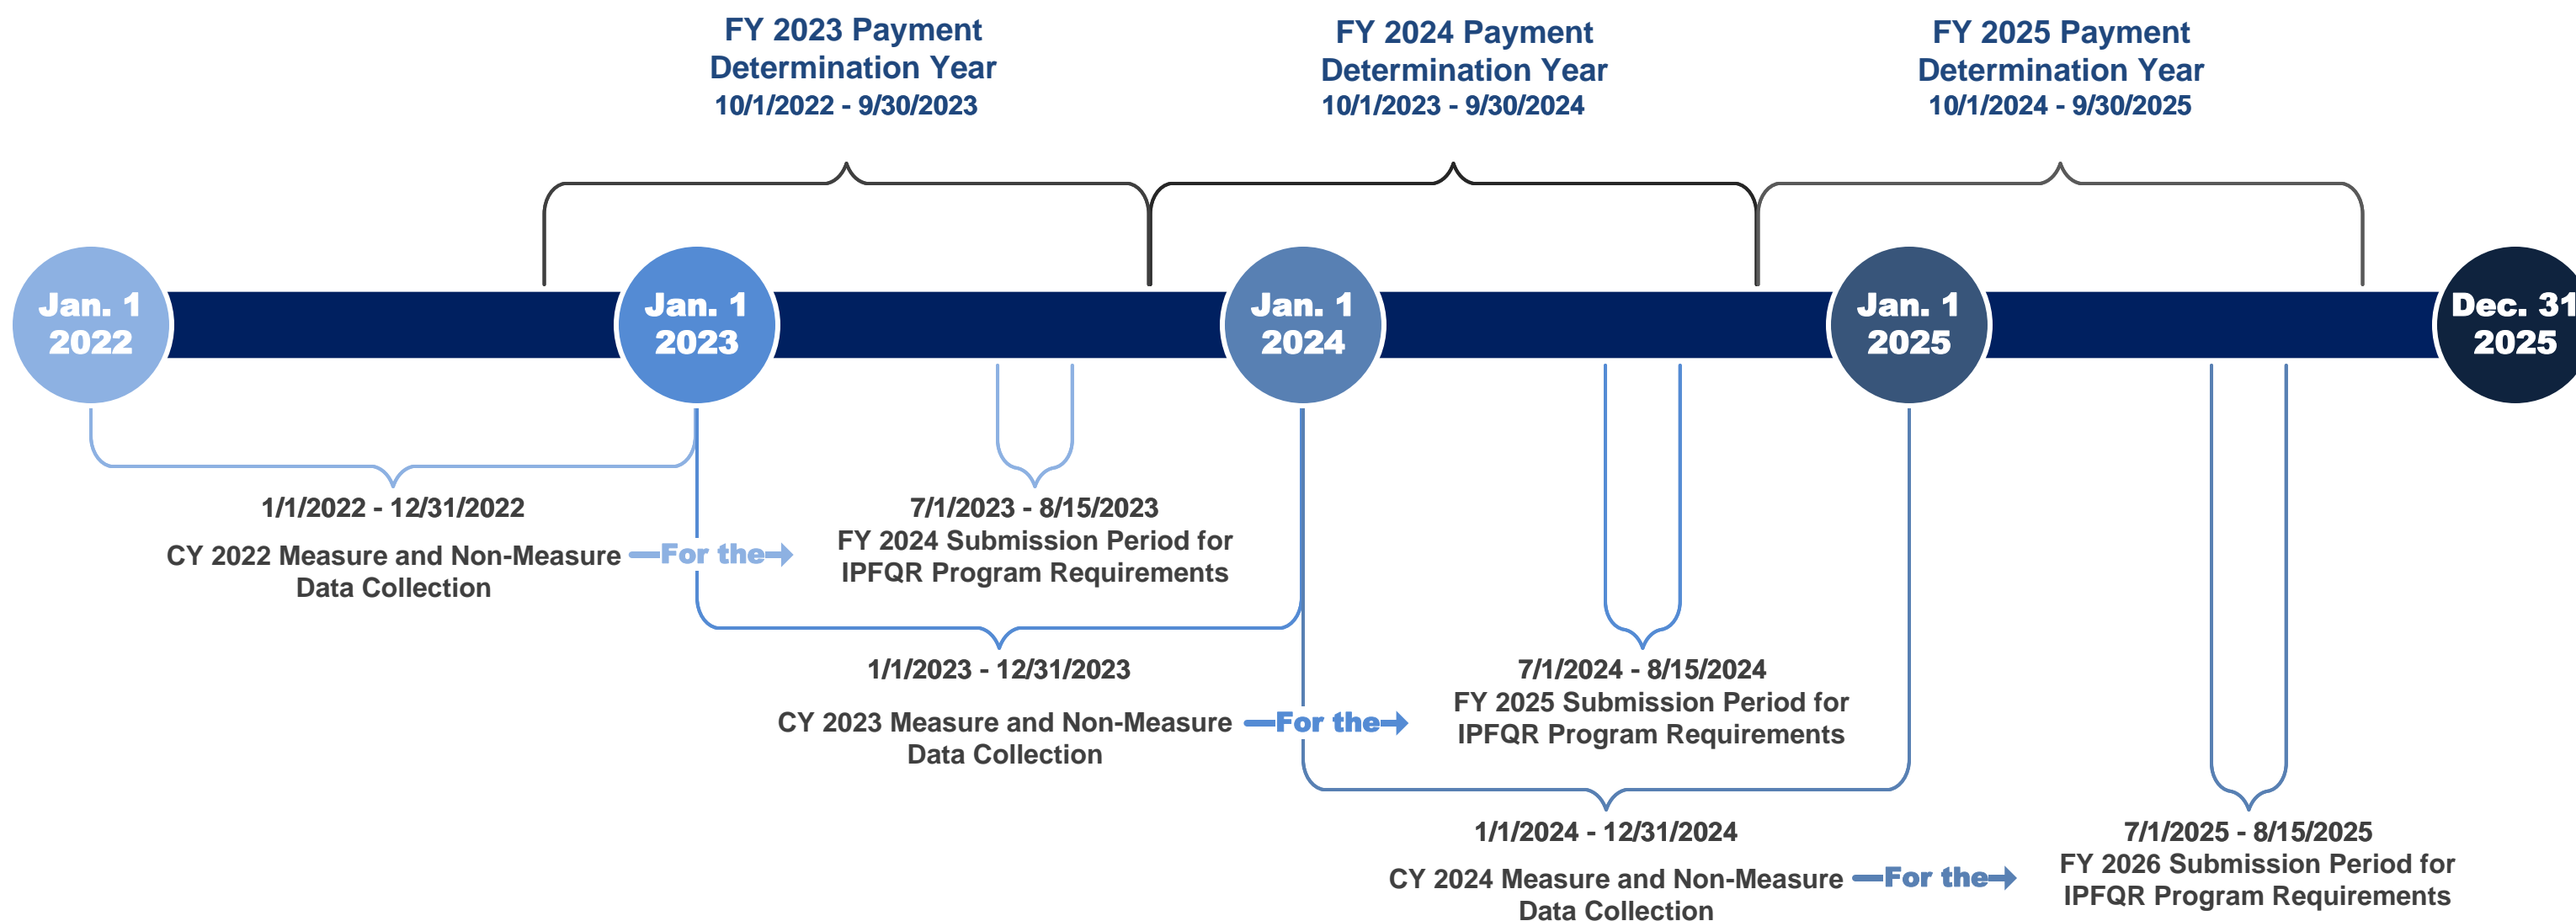 FY 2023 Payment
Determination Year
10/1/2022 - 9/30/2023
FY 2024 Payment
Determination Year
10/1/2023 - 9/30/2024
FY 2025 Payment
Determination Year
10/1/2024 - 9/30/2025
Jan. 1
2022
Jan. 1
2023
Jan. 1
2024
Jan. 1
2025
Dec. 31
2025
1/1/2022 - 12/31/2022
CY 2022 Measure and Non-Measure
Data Collection
For the
7/1/2023 - 8/15/2023
FY 2024 Submission Period for
IPFQR Program Requirements
1/1/2023 - 12/31/2023
CY 2023 Measure and Non-Measure
Data Collection
For the
7/1/2024 - 8/15/2024
FY 2025 Submission Period for
IPFQR Program Requirements
1/1/2024 - 12/31/2024
CY 2024 Measure and Non-Measure
Data Collection
For the
7/1/2025 - 8/15/2025
FY 2026 Submission Period for
IPFQR Program Requirements